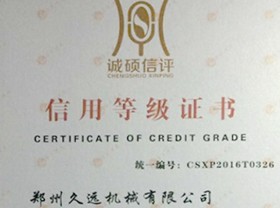 诚硕信评
CHENGSHUO XINPING
信用等级证书
CERTIFICATE OF CREDIT GRADE
统一编号：CSXP2016T0326
郑州久远机械有限公司